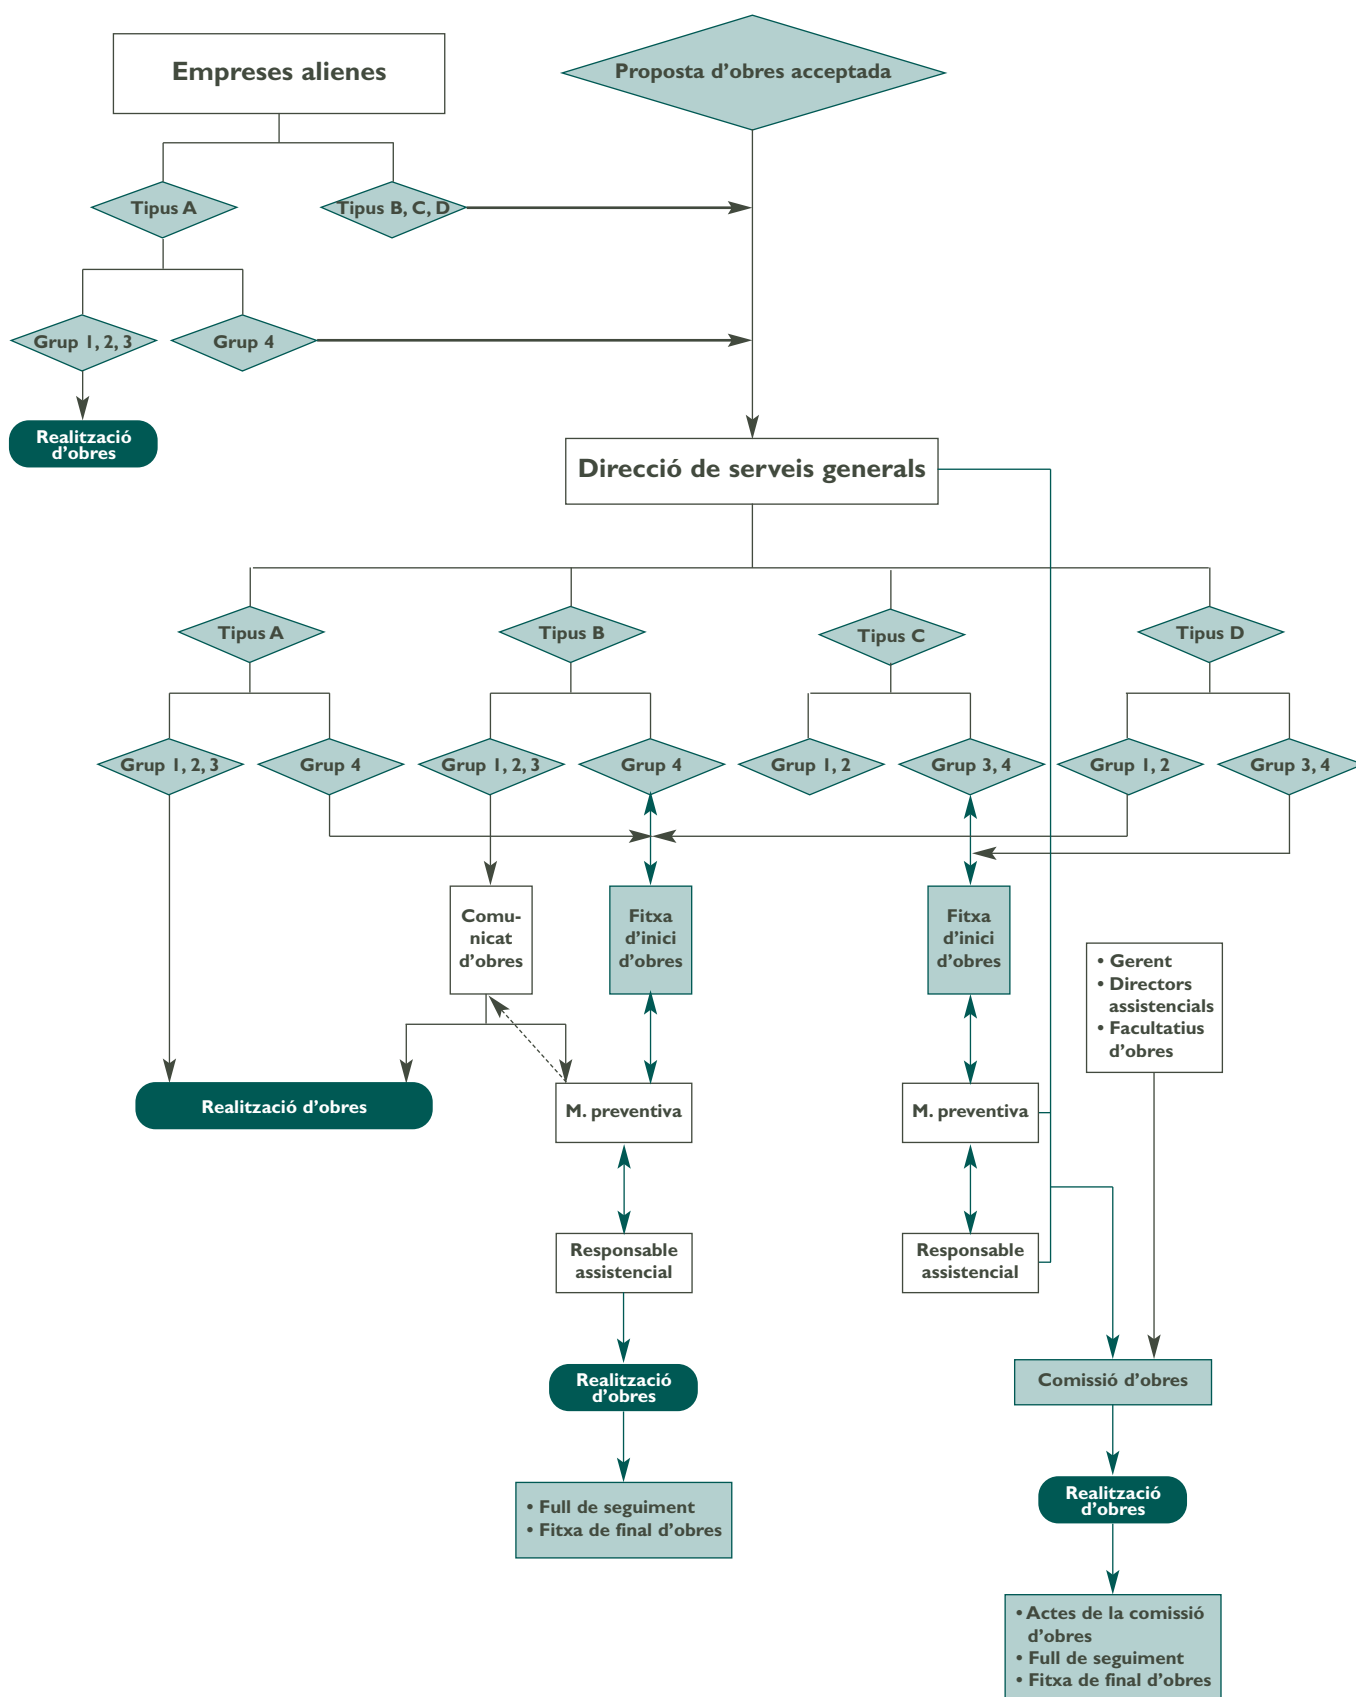 Empreses alienes
Proposta d’obres acceptada
Tipus A
Tipus B, C, D
Grup 1, 2, 3
Grup 4
Realització
d'obres
Direcció de serveis generals
Tipus A
Tipus B
Tipus C
Tipus D
Grup 1, 2, 3
Grup 4
Grup 1, 2, 3
Grup 4
Grup 1, 2
Grup 3, 4
Grup 1, 2
Grup 3, 4
Comu-
nicat
d’obres
Fitxa
d’inici
d’obres
Fitxa
d’inici
d’obres
• Gerent
• Directors
assistencials
• Facultatius
d’obres
Realització d’obres
M. preventiva
M. preventiva
Responsable
assistencial
Responsable
assistencial
Realització
d’obres
Comissió d’obres
• Full de seguiment
• Fitxa de final d’obres
Realització
d’obres
• Actes de la comissió
d’obres
• Full de seguiment
• Fitxa de final d’obres